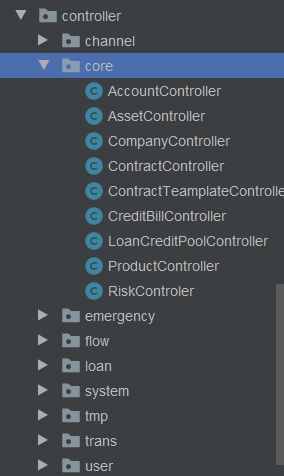 controller
channel
core
AccountController
AssetController
CompanyController
ContractController
ContractTeamplateControlle
CreditBillController
LoanCreditPoolController
ProductController
RiskControler
emergency
flow
loan
system
tmp
trans
user